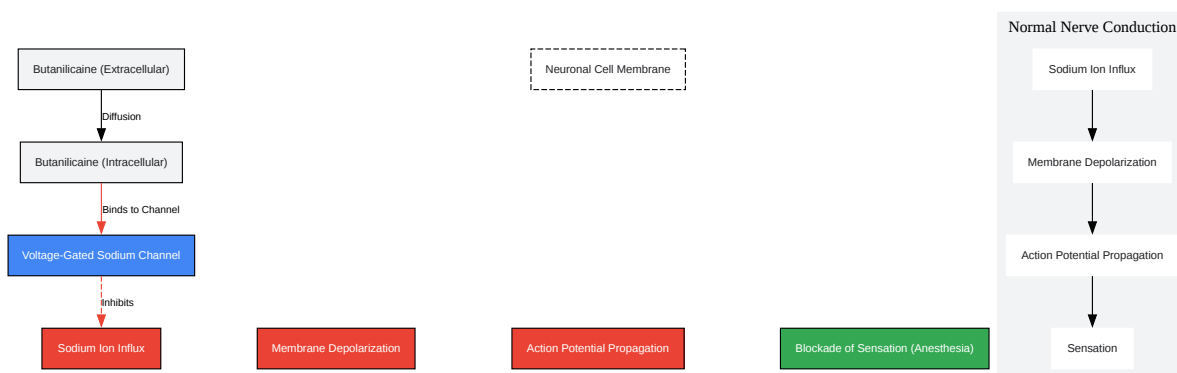 Normal Nerve Conduction
Butanilicaine (Extracellular)
Neuronal Cell Membrane
Sodium Ion Influx
Diffusion
Butanilicaine (Intracellular)
Membrane Depolarization
Binds to Channel
Voltage-Gated Sodium Channel
Action Potential Propagation
Inhibits
Sodium Ion Influx
Membrane Depolarization
Action Potential Propagation
Blockade of Sensation (Anesthesia)
Sensation